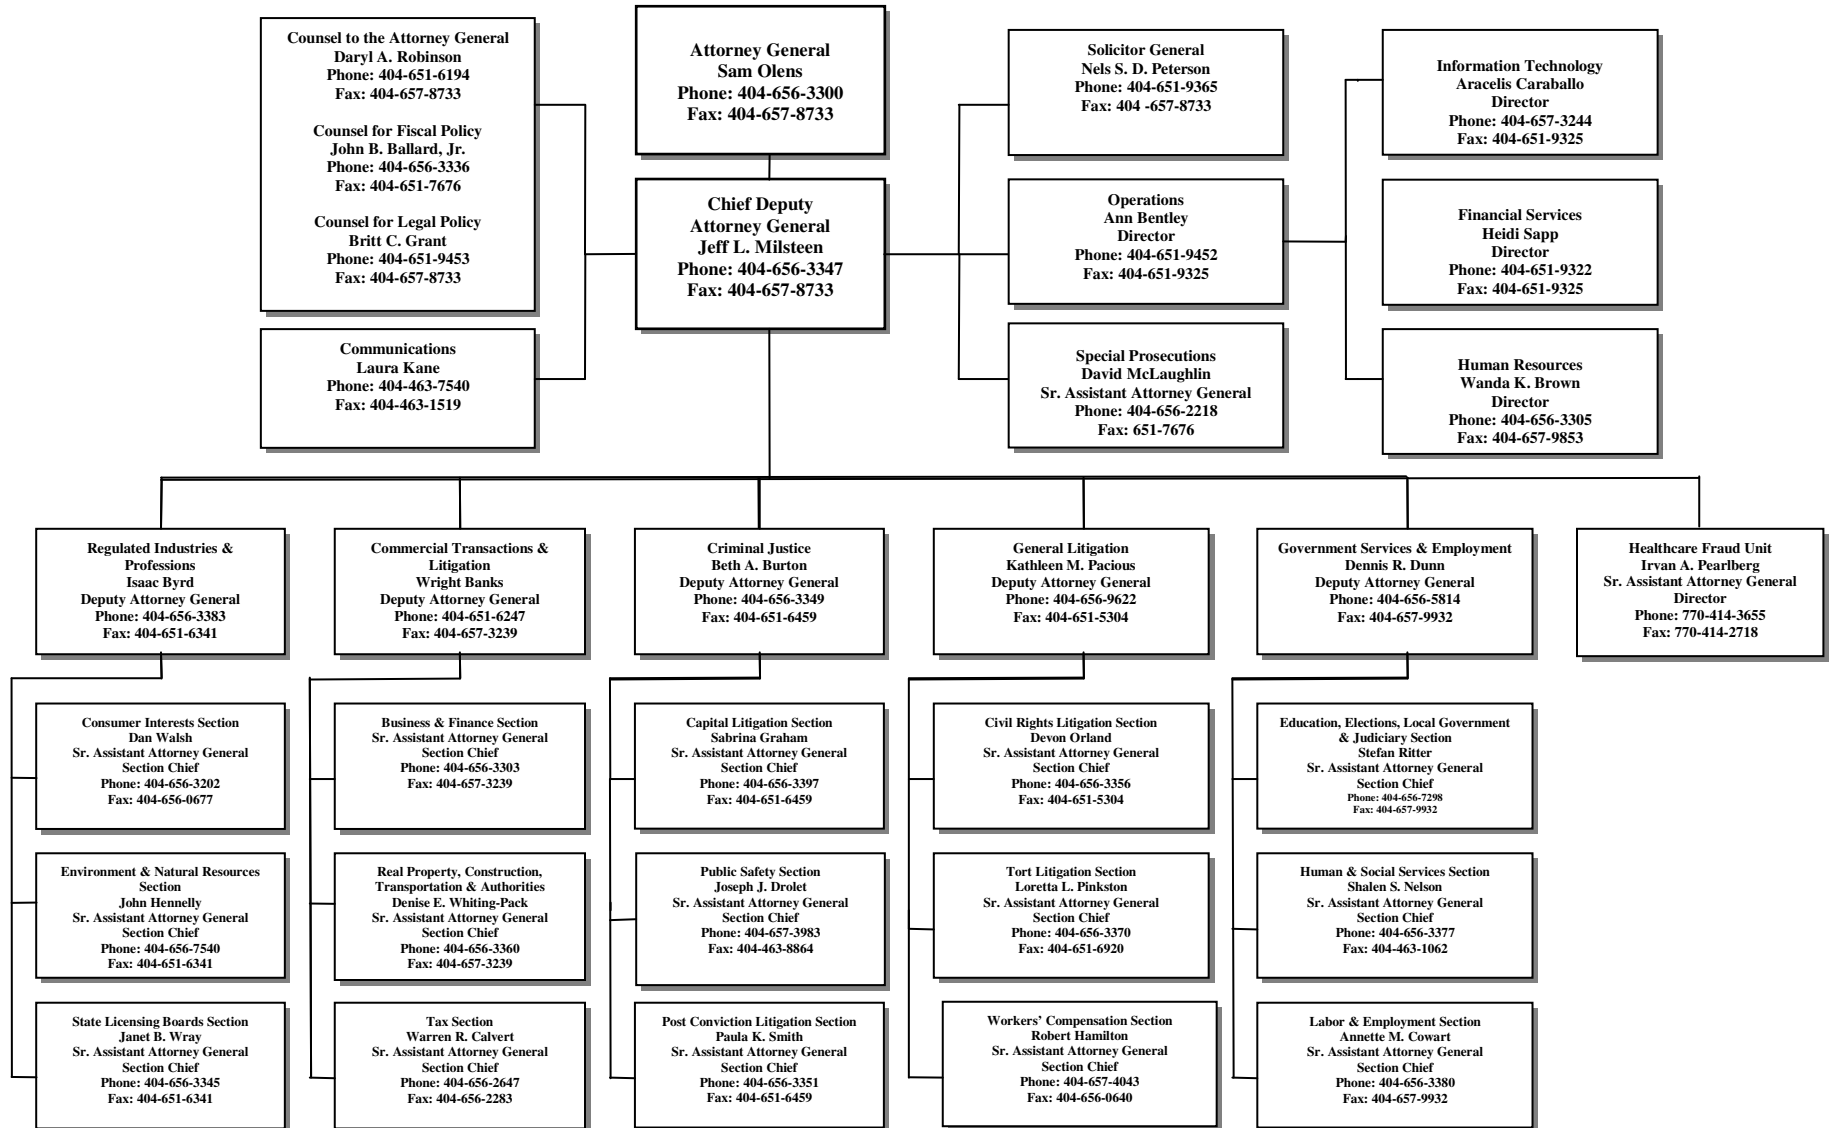 Counsel to the Attorney General
Daryl A. Robinson
Phone: 404-651-6194
Fax: 404-657-8733
Counsel for Fiscal Policy
John B. Ballard, Jr.
Phone: 404-656-3336
Fax: 404-651-7676
Counsel for Legal Policy
Britt C. Grant
Phone: 404-651-9453
Fax: 404-657-8733
Attorney General
Sam Olens
Phone: 404-656-3300
Fax: 404-657-8733
Solicitor General
Nels S. D. Peterson
Phone: 404-651-9365
Fax: 404 -657-8733
Information Technology
Aracelis Caraballo
Director
Phone: 404-657-3244
Fax: 404-651-9325
Chief Deputy
Attorney General
Jeff L. Milsteen
Phone: 404-656-3347
Fax: 404-657-8733
Operations
Ann Bentley
Director
Phone: 404-651-9452
Fax: 404-651-9325
Financial Services
Heidi Sapp
Director
Phone: 404-651-9322
Fax: 404-651-9325
Communications
Laura Kane
Phone: 404-463-7540
Fax: 404-463-1519
Special Prosecutions
David McLaughlin
Sr. Assistant Attorney General
Phone: 404-656-2218
Fax: 651-7676
Human Resources
Wanda K. Brown
Director
Phone: 404-656-3305
Fax: 404-657-9853
Regulated Industries &
Professions
Isaac Byrd
Deputy Attorney General
Phone: 404-656-3383
Fax: 404-651-6341
Commercial Transactions &
Litigation
Wright Banks
Deputy Attorney General
Phone: 404-651-6247
Fax: 404-657-3239
Criminal Justice
Beth A. Burton
Deputy Attorney General
Phone: 404-656-3349
Fax: 404-651-6459
General Litigation
Kathleen M. Pacious
Deputy Attorney General
Phone: 404-656-9622
Fax: 404-651-5304
Government Services & Employment
Dennis R. Dunn
Deputy Attorney General
Phone: 404-656-5814
Fax: 404-657-9932
Healthcare Fraud Unit
Irvan A. Pearlberg
Sr. Assistant Attorney General
Director
Phone: 770-414-3655
Fax: 770-414-2718
Consumer Interests Section
Dan Walsh
Sr. Assistant Attorney General
Section Chief
Phone: 404-656-3202
Fax: 404-656-0677
Business & Finance Section
Sr. Assistant Attorney General
Section Chief
Phone: 404-656-3303
Fax: 404-657-3239
Capital Litigation Section
Sabrina Graham
Sr. Assistant Attorney General
Section Chief
Phone: 404-656-3397
Fax: 404-651-6459
Civil Rights Litigation Section
Devon Orland
Sr. Assistant Attorney General
Section Chief
Phone: 404-656-3356
Fax: 404-651-5304
Education, Elections, Local Government
& Judiciary Section
Stefan Ritter
Sr. Assistant Attorney General
Section Chief
Phone: 404-656-7298
Fax: 404-657-9932
Environment & Natural Resources
Section
John Hennelly
Sr. Assistant Attorney General
Section Chief
Phone: 404-656-7540
Fax: 404-651-6341
Real Property, Construction,
Transportation & Authorities
Denise E. Whiting-Pack
Sr. Assistant Attorney General
Section Chief
Phone: 404-656-3360
Fax: 404-657-3239
Public Safety Section
Joseph J. Drolet
Sr. Assistant Attorney General
Section Chief
Phone: 404-657-3983
Fax: 404-463-8864
Tort Litigation Section
Loretta L. Pinkston
Sr. Assistant Attorney General
Section Chief
Phone: 404-656-3370
Fax: 404-651-6920
Human & Social Services Section
Shalen S. Nelson
Sr. Assistant Attorney General
Section Chief
Phone: 404-656-3377
Fax: 404-463-1062
State Licensing Boards Section
Janet B. Wray
Sr. Assistant Attorney General
Section Chief
Phone: 404-656-3345
Fax: 404-651-6341
Tax Section
Warren R. Calvert
Sr. Assistant Attorney General
Section Chief
Phone: 404-656-2647
Fax: 404-656-2283
Post Conviction Litigation Section
Paula K. Smith
Sr. Assistant Attorney General
Section Chief
Phone: 404-656-3351
Fax: 404-651-6459
Workers’ Compensation Section
Robert Hamilton
Sr. Assistant Attorney General
Section Chief
Phone: 404-657-4043
Fax: 404-656-0640
Labor & Employment Section
Annette M. Cowart
Sr. Assistant Attorney General
Section Chief
Phone: 404-656-3380
Fax: 404-657-9932